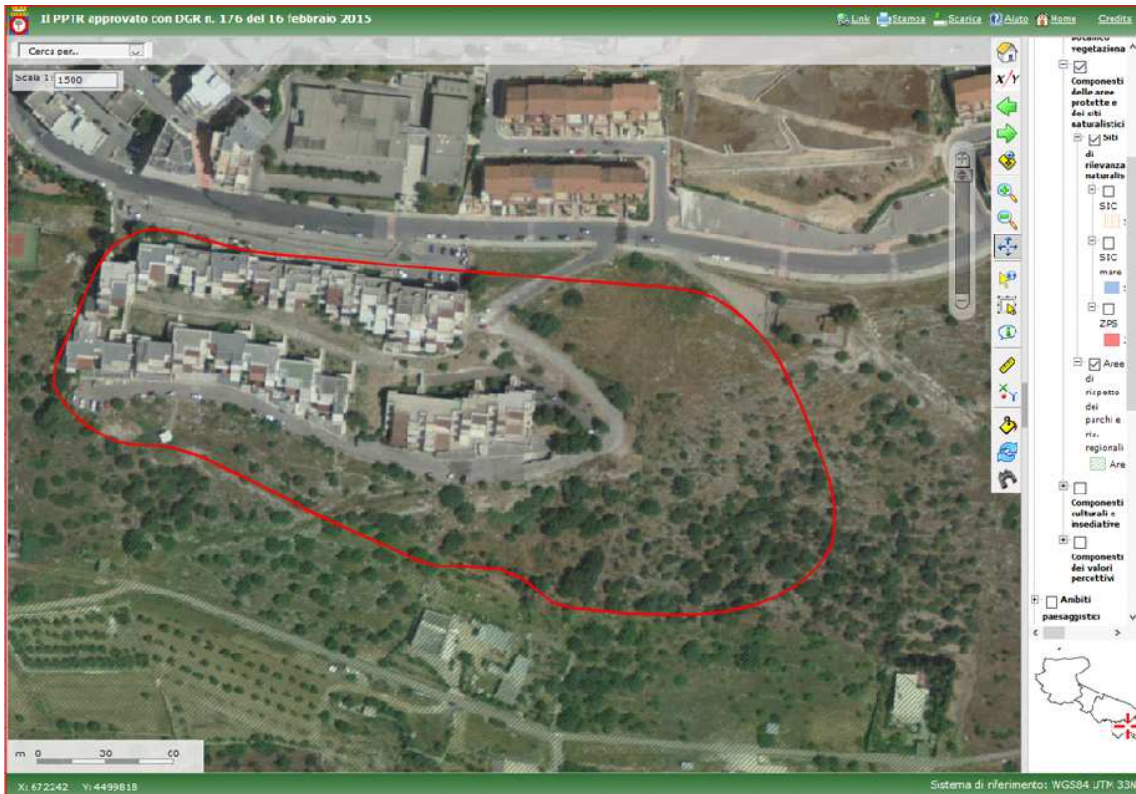 Il PPTR approvato con DGR n. 176 del 16 febbraio 2015
Link Stampa Scarica Aiuto Home Credits
Cerca per..
Scala 1: 1500
X/Y
vegetaziona
Componenti
delle aree
protette e
dei siti
naturalistici
Siti
di
rilevanza
naturalis
SIC
SIC
mare
ZPS
Aree
di
rispetto
dei
parchi e
ris.
regionali
Are
Componenti
culturali e
insediative
Componenti
dei valori
percettivi
Ambiti
paesaggistici
m 0 30 60
X: 672242 Y: 4499818
Sistema di riferimento: WGS84 UTM 33N